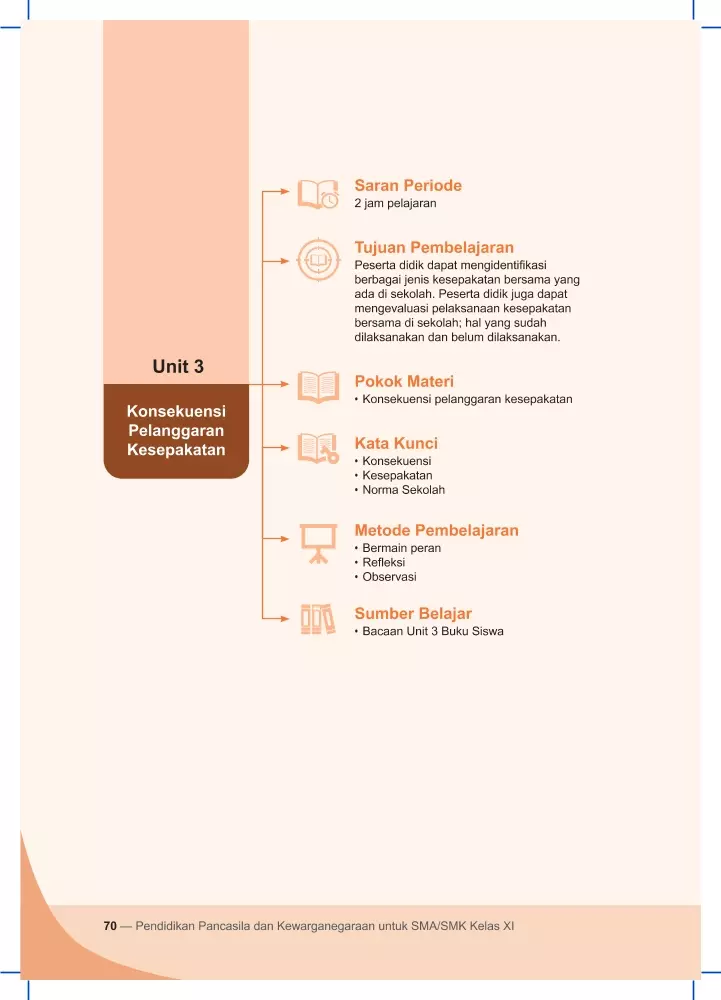 Unit 3
Konsekuensi
Pelanggaran
Kesepakatan
Saran Periode
2 jam pelajaran
Tujuan Pembelajaran
Peserta didik dapat mengidentifikasi
berbagai jenis kesepakatan bersama yang
ada di sekolah. Peserta didik juga dapat
mengevaluasi pelaksanaan kesepakatan
bersama di sekolah; hal yang sudah
dilaksanakan dan belum dilaksanakan.
Pokok Materi
• Konsekuensi pelanggaran kesepakatan
Kata Kunci
• Konsekuensi
• Kesepakatan
• Norma Sekolah
Metode Pembelajaran
• Bermain peran
• Refleksi
• Observasi
Sumber Belajar
• Bacaan Unit 3 Buku Siswa
70 — Pendidikan Pancasila dan Kewarganegaraan untuk SMA/SMK Kelas XI